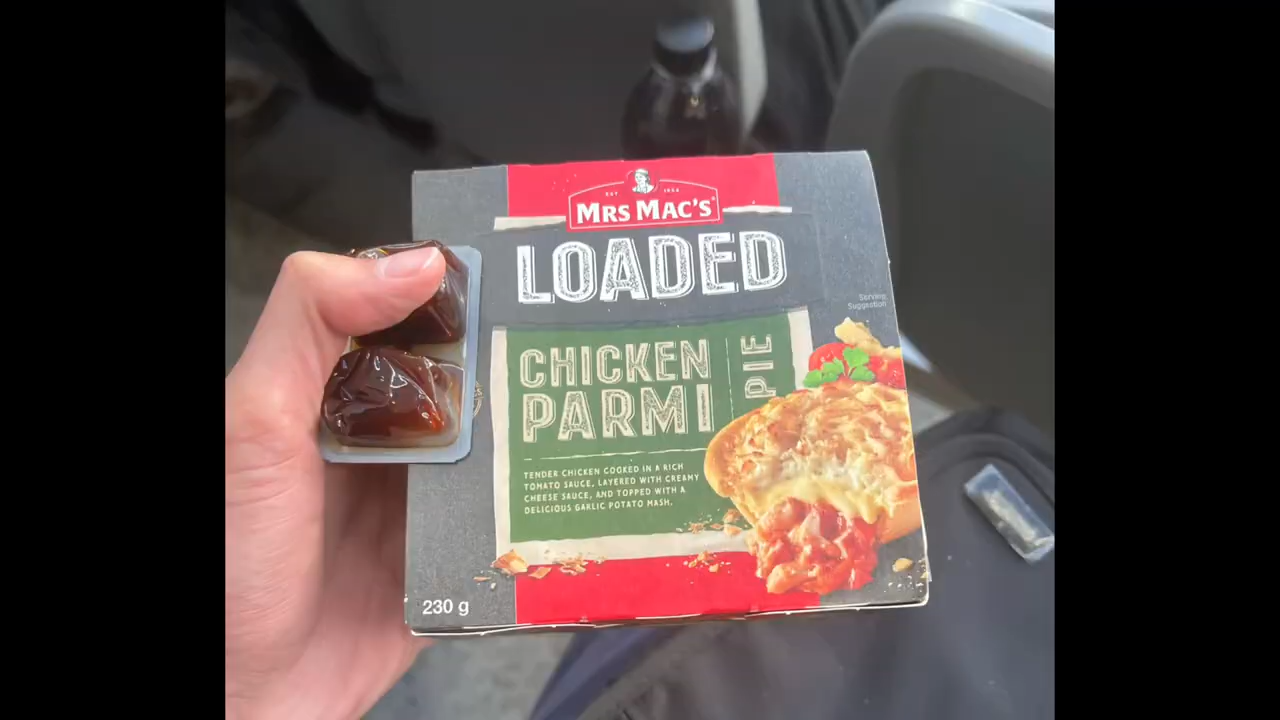 EST 1954
MRS MAC'S
LOADED
Serving
Suggestion
CHICKEN
PARMI
PIE
TENDER CHICKEN COOKED IN A RICH
TOMATO SAUCE, LAYERED WITH CREAMY
CHEESE SAUCE, AND TOPPED WITH A
DELICIOUS GARLIC POTATO MASH.
230 g